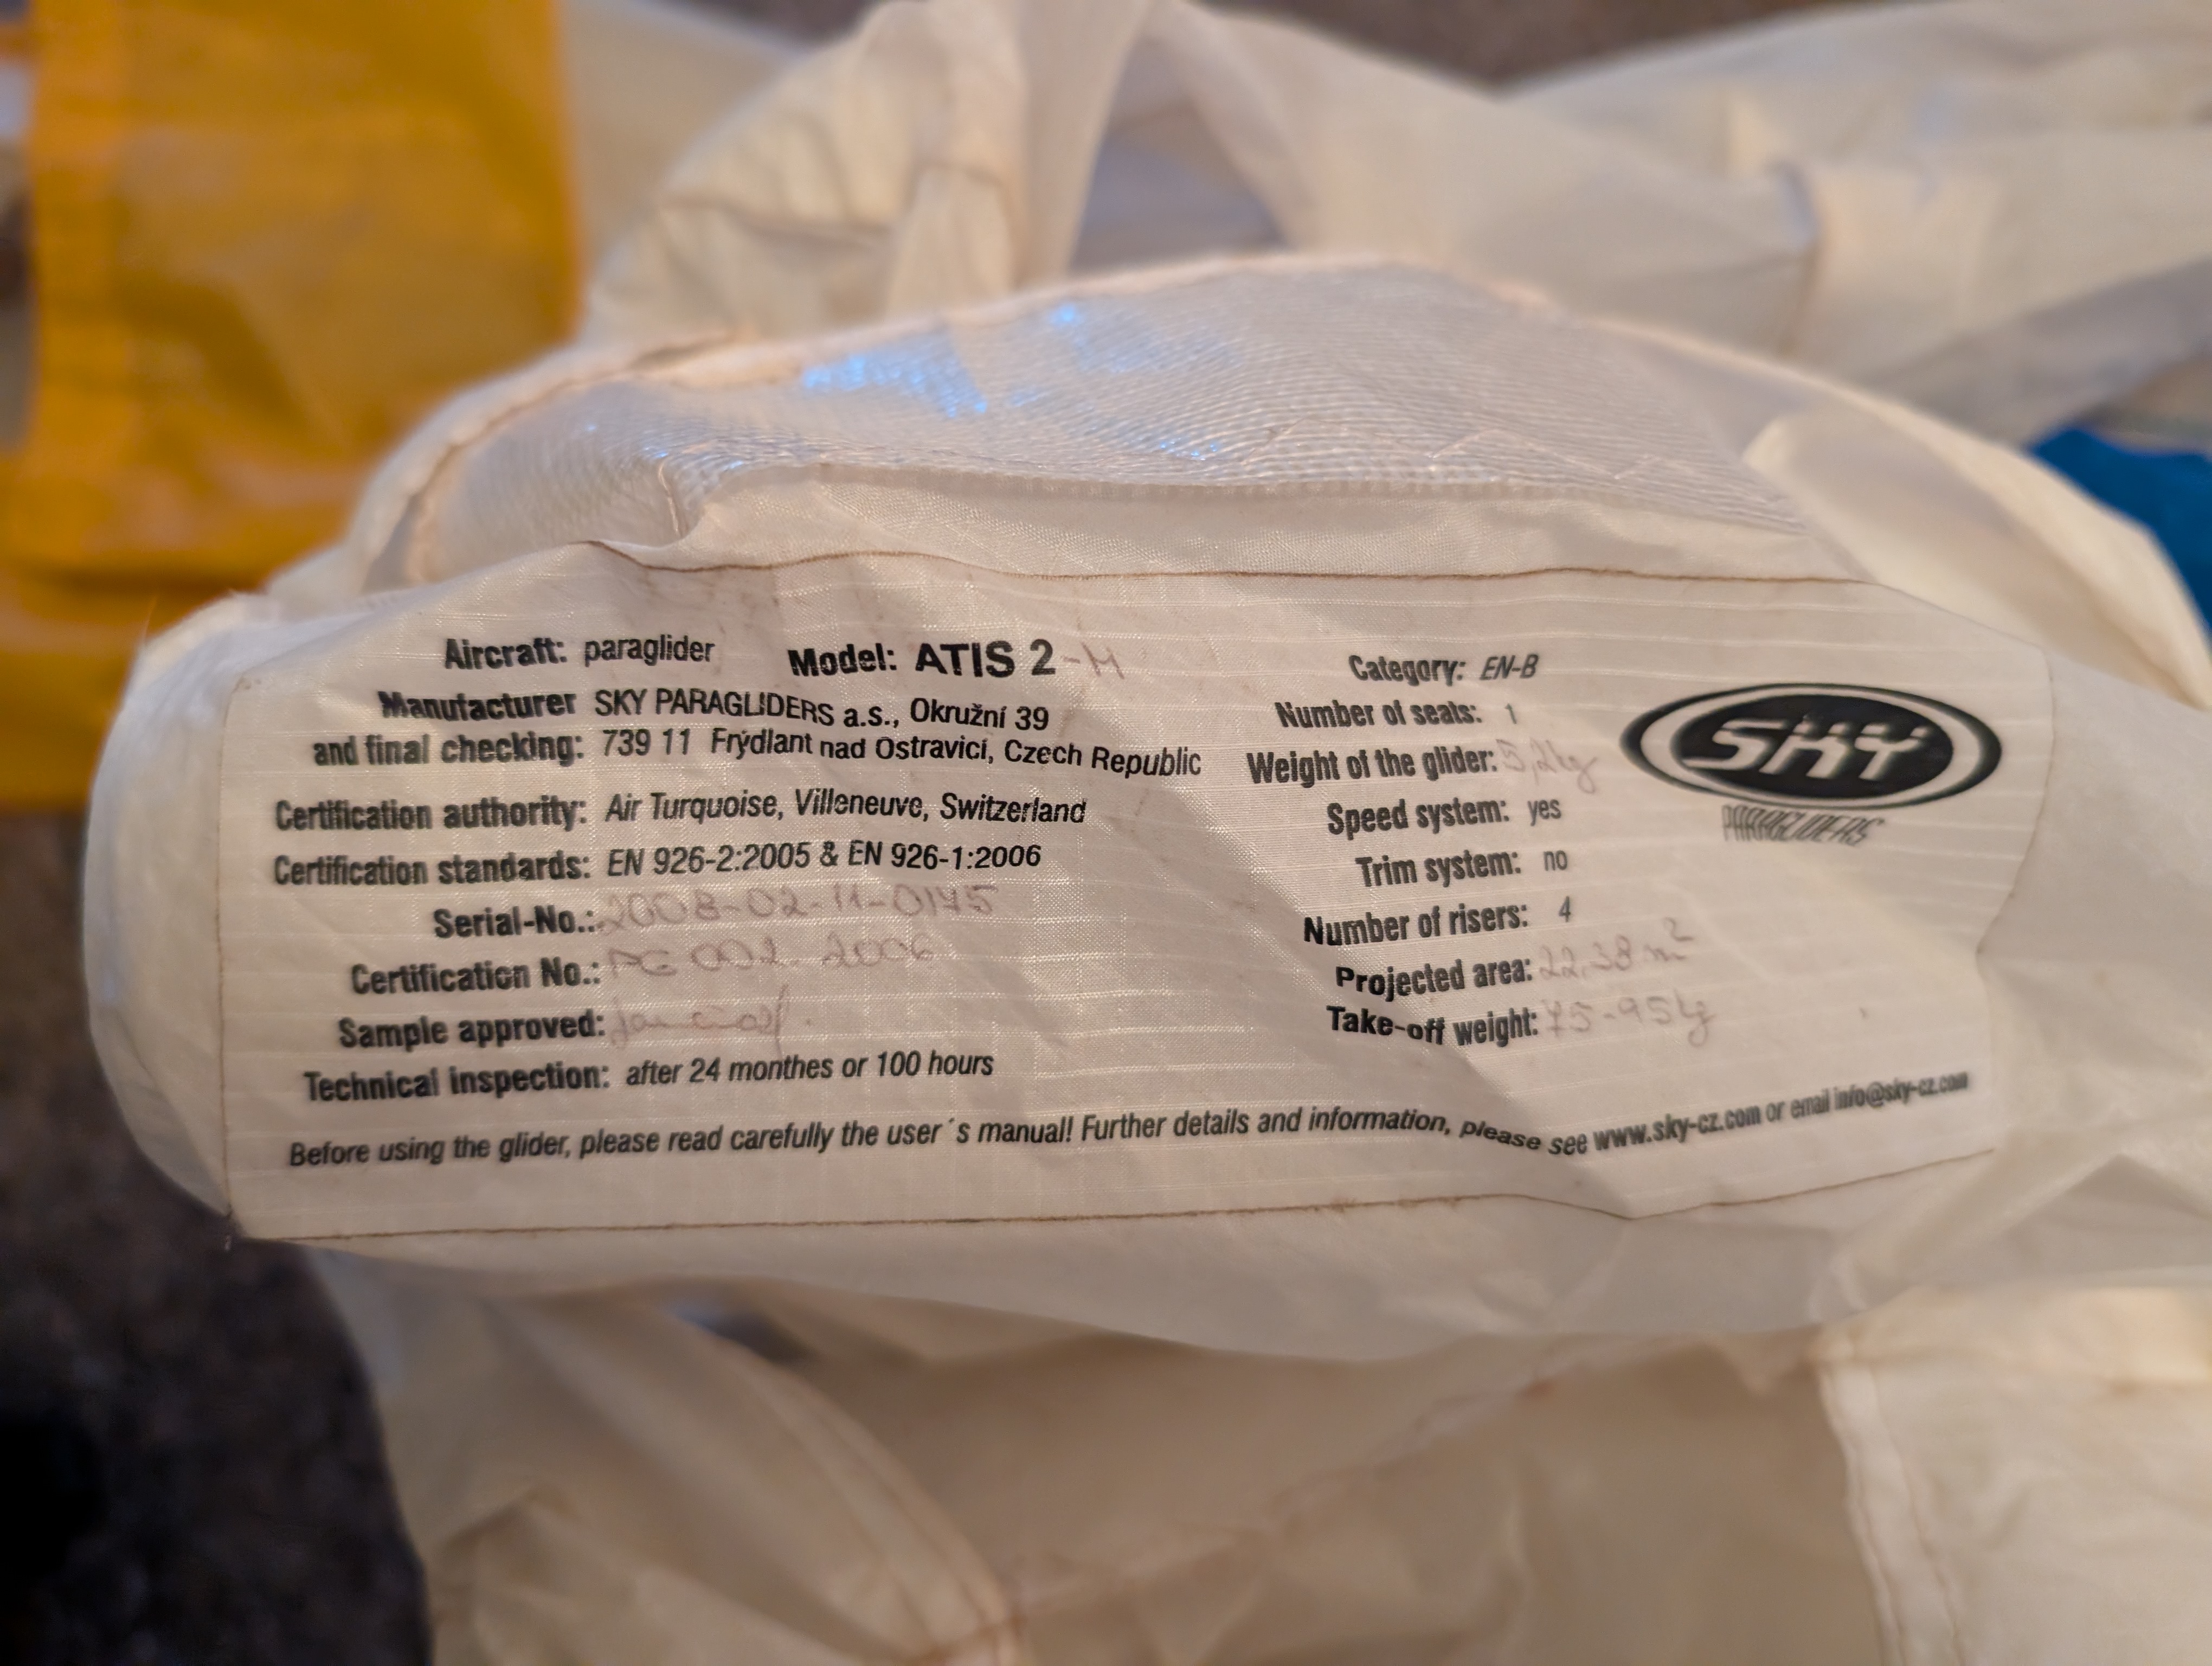 Aircraft: paraglider Model: ATIS 2-M
Manufacturer SKY PARAGLIDERS a.s., Okružní 39
and final checking: 739 11 Frýdlant nad Ostravicí, Czech Republic
Certification authority: Air Turquoise, Villeneuve, Switzerland
Certification standards: EN 926-2:2005 & EN 926-1:2006
Serial-No.: 2008-02-11-0145
Certification No.: PG 2006
Sample approved:
Technical inspection: after 24 monthes or 100 hours
Category: EN-B
Number of seats: 1
Weight of the glider: 5,2kg
Speed system: yes
Trim system: no
Number of risers: 4
Projected area: 22,38 m²
Take-off weight: 75-95kg
SKY
PARAGLIDERS
Before using the glider, please read carefully the user´s manual! Further details and information, please see www.sky-cz.com or email info@sky-cz.com